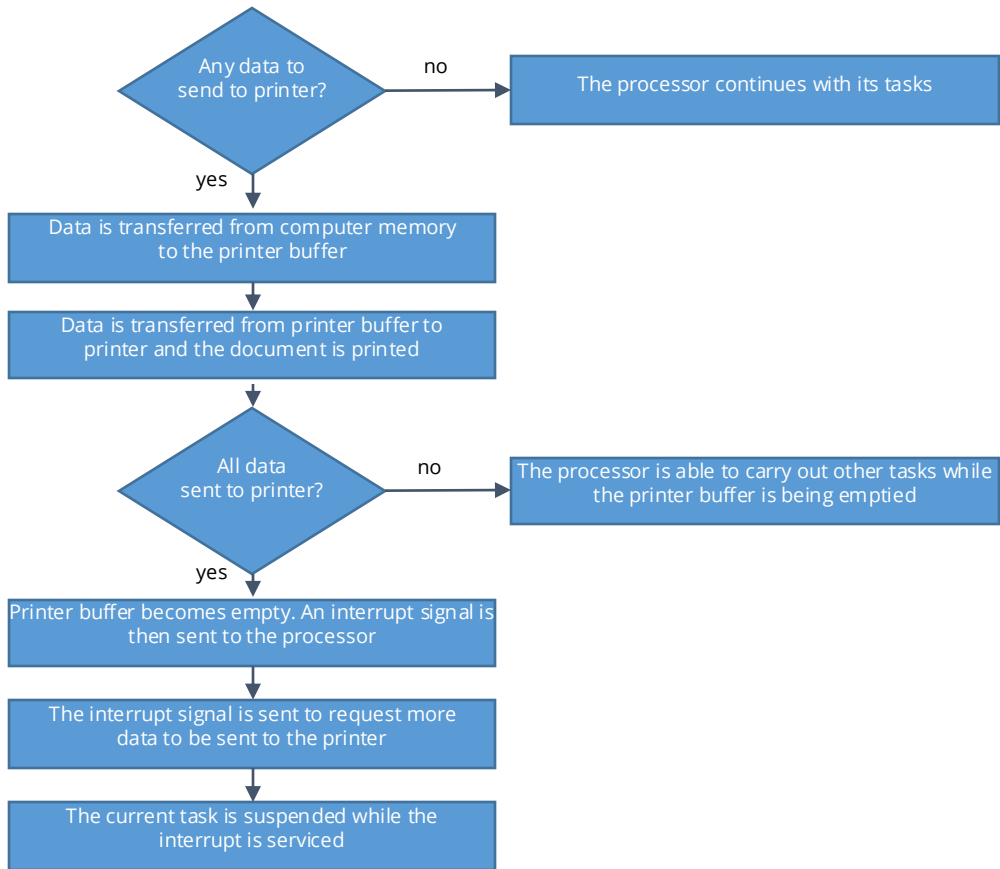 Any data to
send to printer?
no
The processor continues with its tasks
yes
Data is transferred from computer memory
to the printer buffer
Data is transferred from printer buffer to
printer and the document is printed
All data
sent to printer?
no
The processor is able to carry out other tasks while
the printer buffer is being emptied
yes
Printer buffer becomes empty. An interrupt signal is
then sent to the processor
The interrupt signal is sent to request more
data to be sent to the printer
The current task is suspended while the
interrupt is serviced